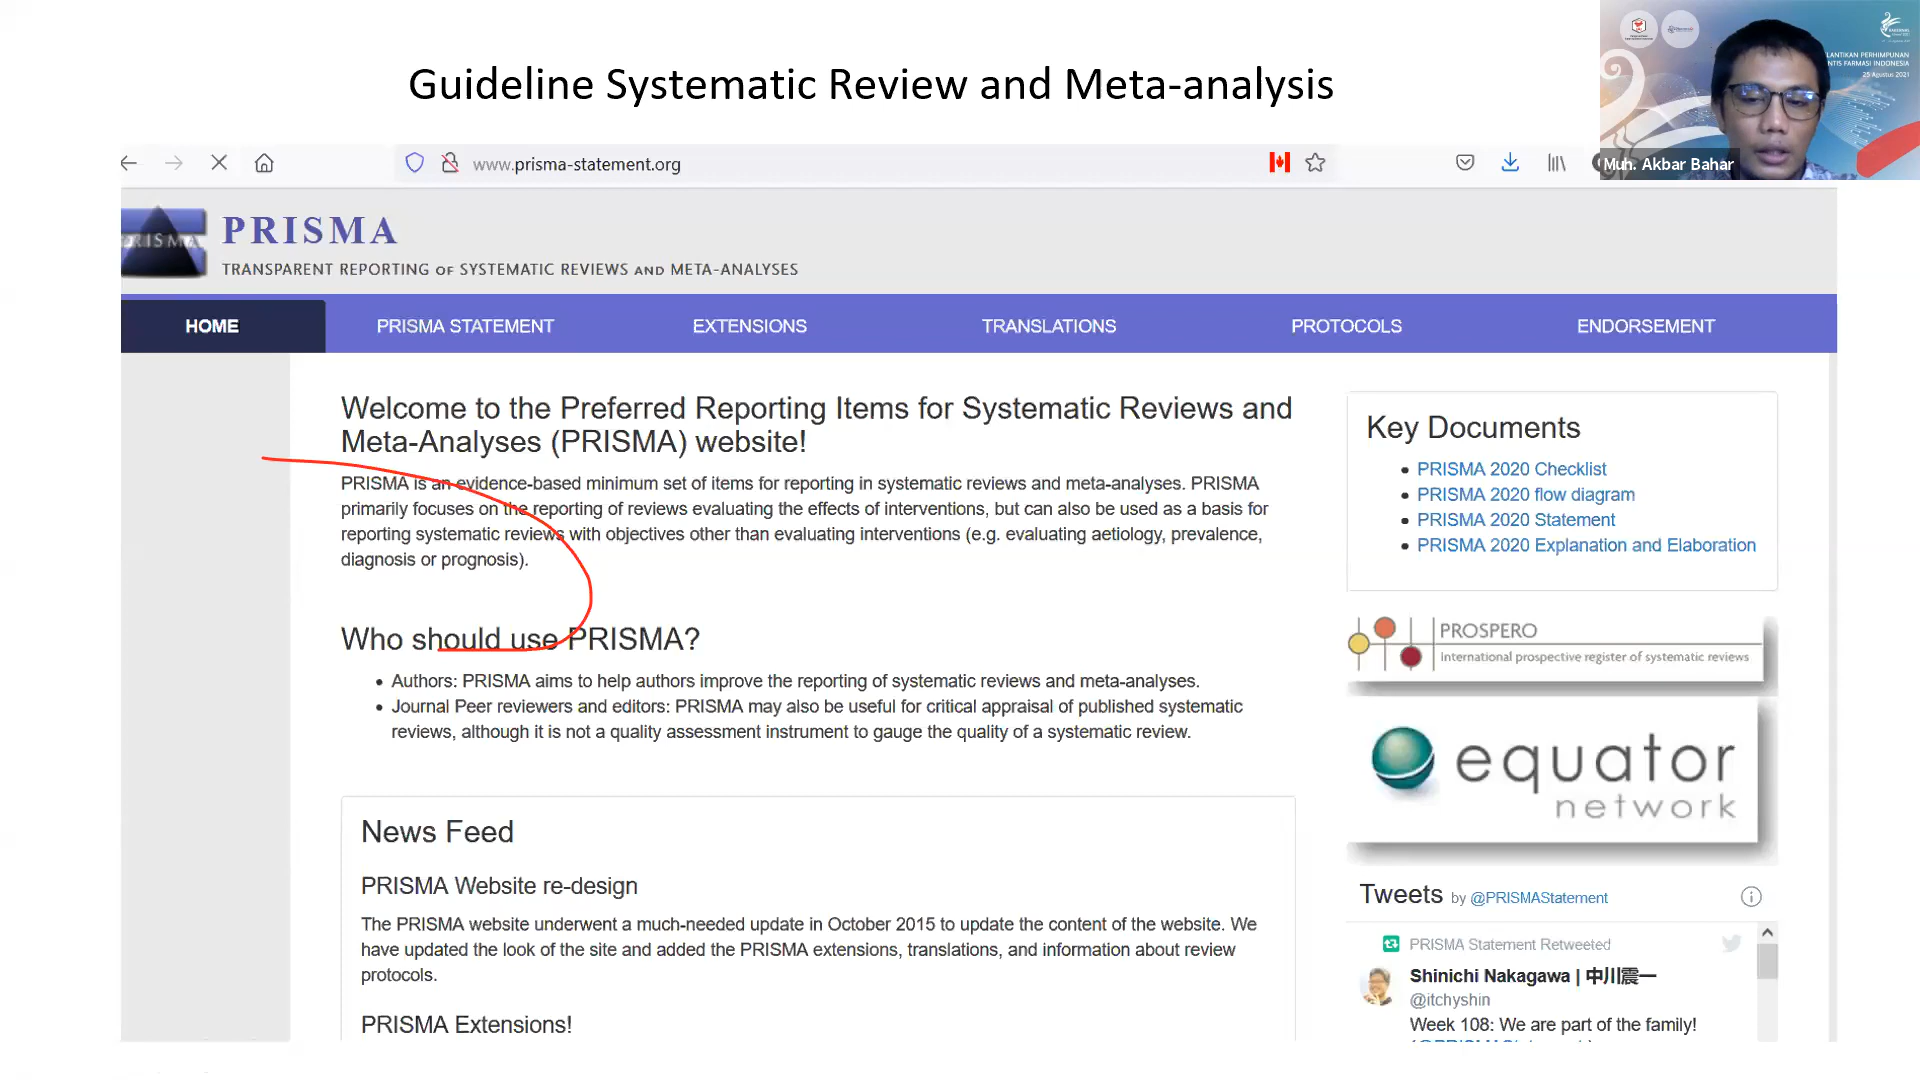 Guideline Systematic Review and Meta-analysis
LANTIKAN PERHIMPUNAN
NTIS FARMASI INDONESIA
25 Agustus 2021
Muh. Akbar Bahar
www.prisma-statement.org
PRISMA
PRISMA
TRANSPARENT REPORTING OF SYSTEMATIC REVIEWS AND META-ANALYSES
HOME
PRISMA STATEMENT
EXTENSIONS
TRANSLATIONS
PROTOCOLS
ENDORSEMENT
Welcome to the Preferred Reporting Items for Systematic Reviews and
Meta-Analyses (PRISMA) website!
PRISMA is an evidence-based minimum set of items for reporting in systematic reviews and meta-analyses. PRISMA
primarily focuses on the reporting of reviews evaluating the effects of interventions, but can also be used as a basis for
reporting systematic reviews with objectives other than evaluating interventions (e.g. evaluating aetiology, prevalence,
diagnosis or prognosis).
Who should use PRISMA?
Authors: PRISMA aims to help authors improve the reporting of systematic reviews and meta-analyses.
Journal Peer reviewers and editors: PRISMA may also be useful for critical appraisal of published systematic
reviews, although it is not a quality assessment instrument to gauge the quality of a systematic review.
News Feed
PRISMA Website re-design
The PRISMA website underwent a much-needed update in October 2015 to update the content of the website. We
have updated the look of the site and added the PRISMA extensions, translations, and information about review
protocols.
PRISMA Extensions!
Key Documents
PRISMA 2020 Checklist
PRISMA 2020 flow diagram
PRISMA 2020 Statement
PRISMA 2020 Explanation and Elaboration
PROSPERO
International prospective register of systematic reviews
equator
network
Tweets by @PRISMAStatement
PRISMA Statement Retweeted
Shinichi Nakagawa | 中川震一
@itchyshin
Week 108: We are part of the family!